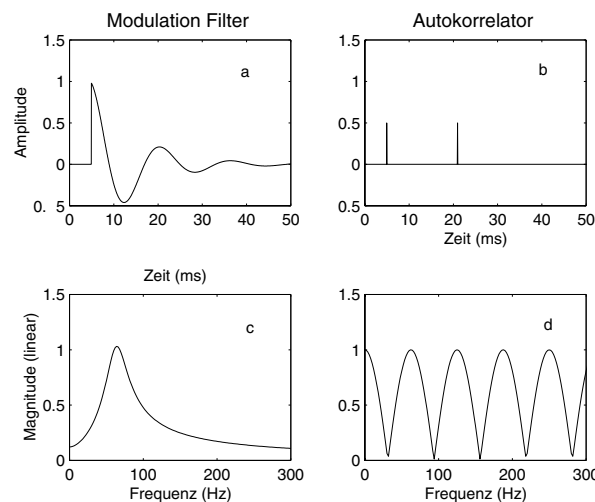 Modulation Filter
Autokorrelator
1.5
1
0.5
0
0. 5
Amplitude
a
0 10 20 30 40 50
Zeit (ms)
1.5
1
0.5
0
5
b
0 10 20 30 40 50
Zeit (ms)
1.5
1
0.5
0
Magnitude (linear)
c
0 100 200 300
Frequenz (Hz)
1.5
1
0.5
0
d
0 100 200 300
Frequenz (Hz)